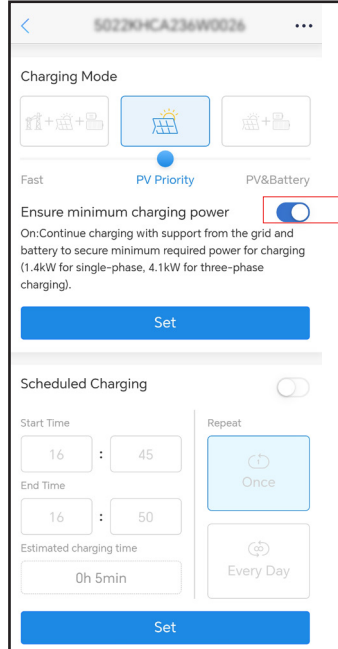 5022KHCA236W0026
Charging Mode
Fast
PV Priority
PV&Battery
Ensure minimum charging power
On:Continue charging with support from the grid and
battery to secure minimum required power for charging
(1.4kW for single-phase, 4.1kW for three-phase
charging).
Set
Scheduled Charging
Start Time
Repeat
16 : 45
Once
End Time
16 : 50
Estimated charging time
Every Day
0h 5min
Set